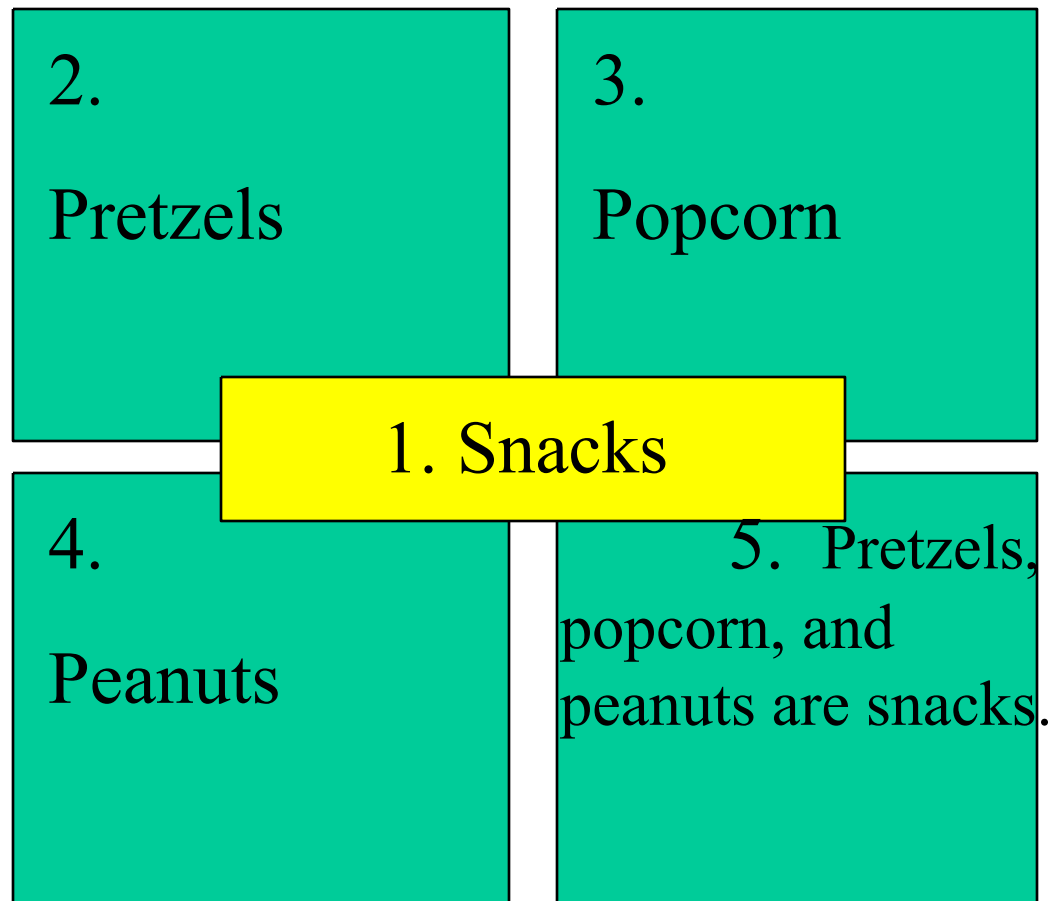 2.
Pretzels
3.
Popcorn
1. Snacks
4.
Peanuts
5. Pretzels,
popcorn, and
peanuts are snacks.